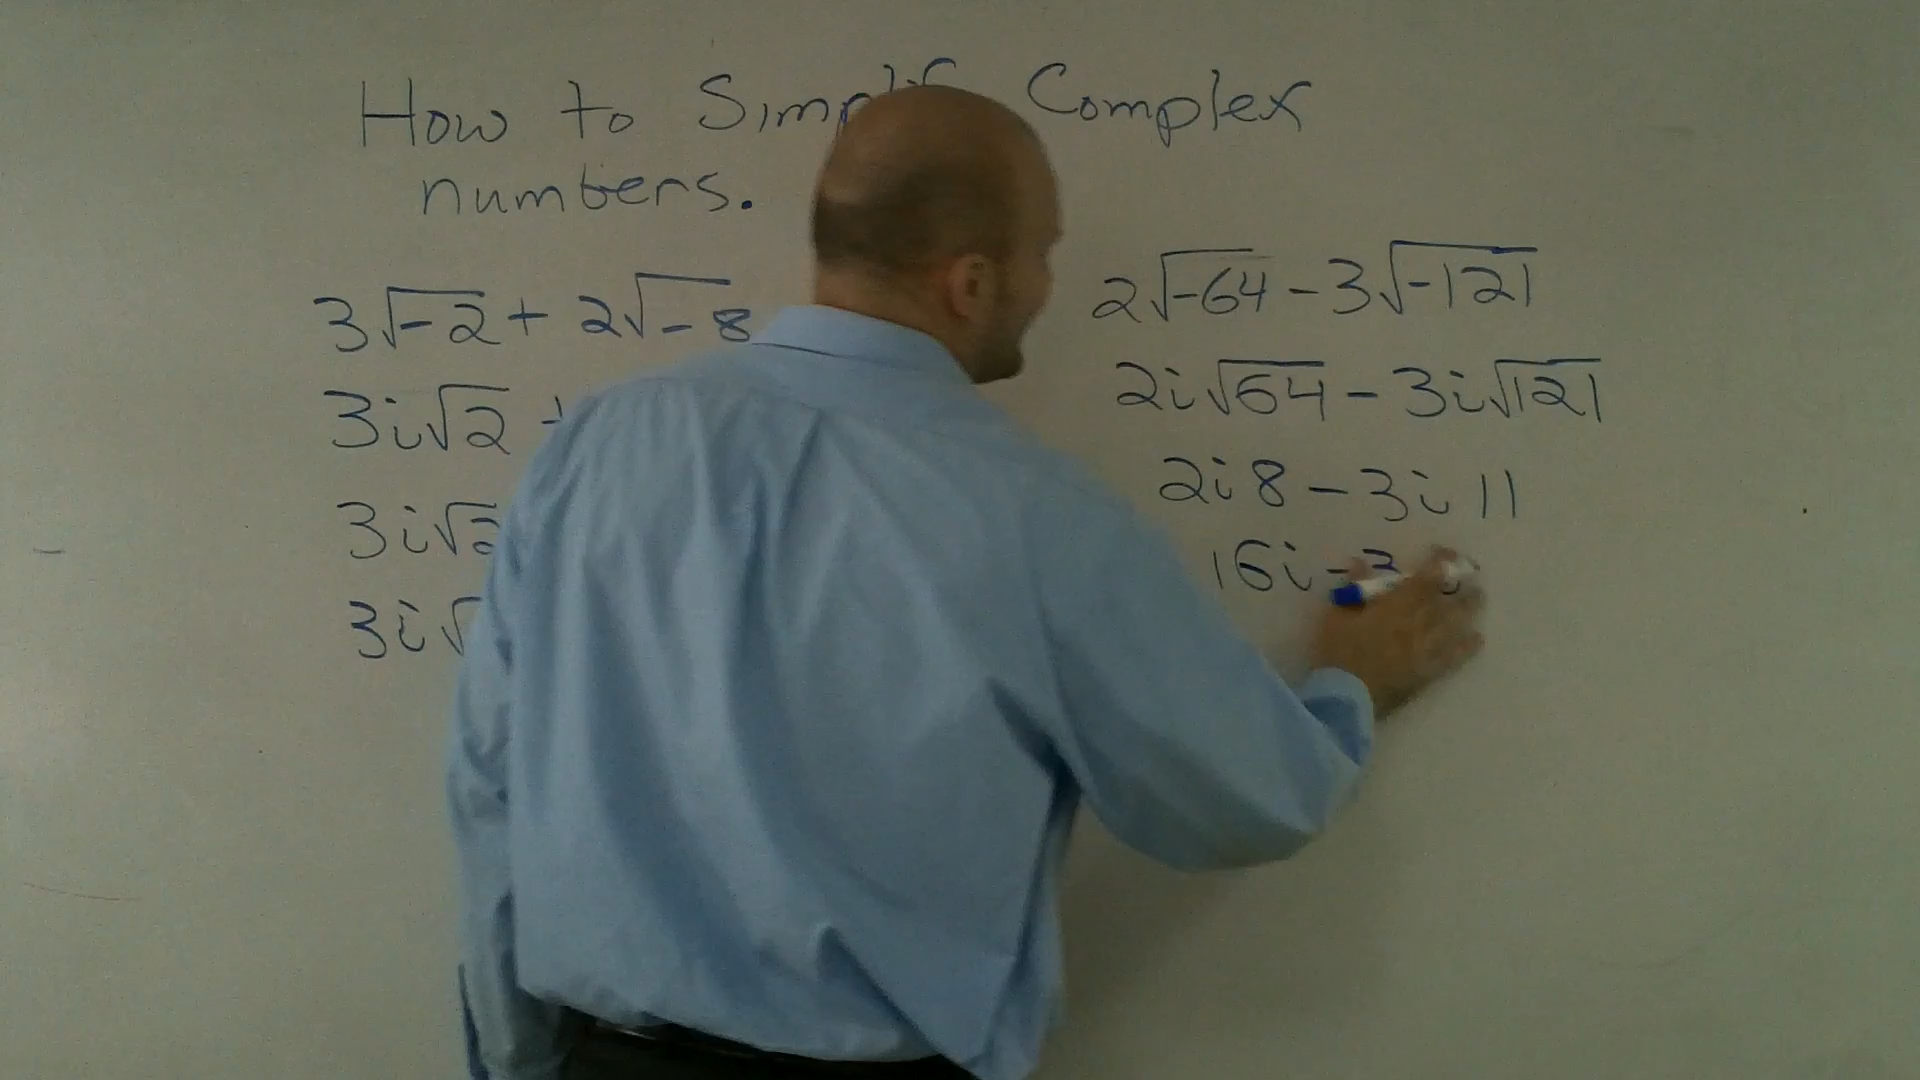 How to Complex
numbers.
3√-2 + 2√-8
3i√2 +
3i√2
3i√
2√-64 - 3√-121
2i√64 - 3i√121
2i8 - 3i 11
16i - 3